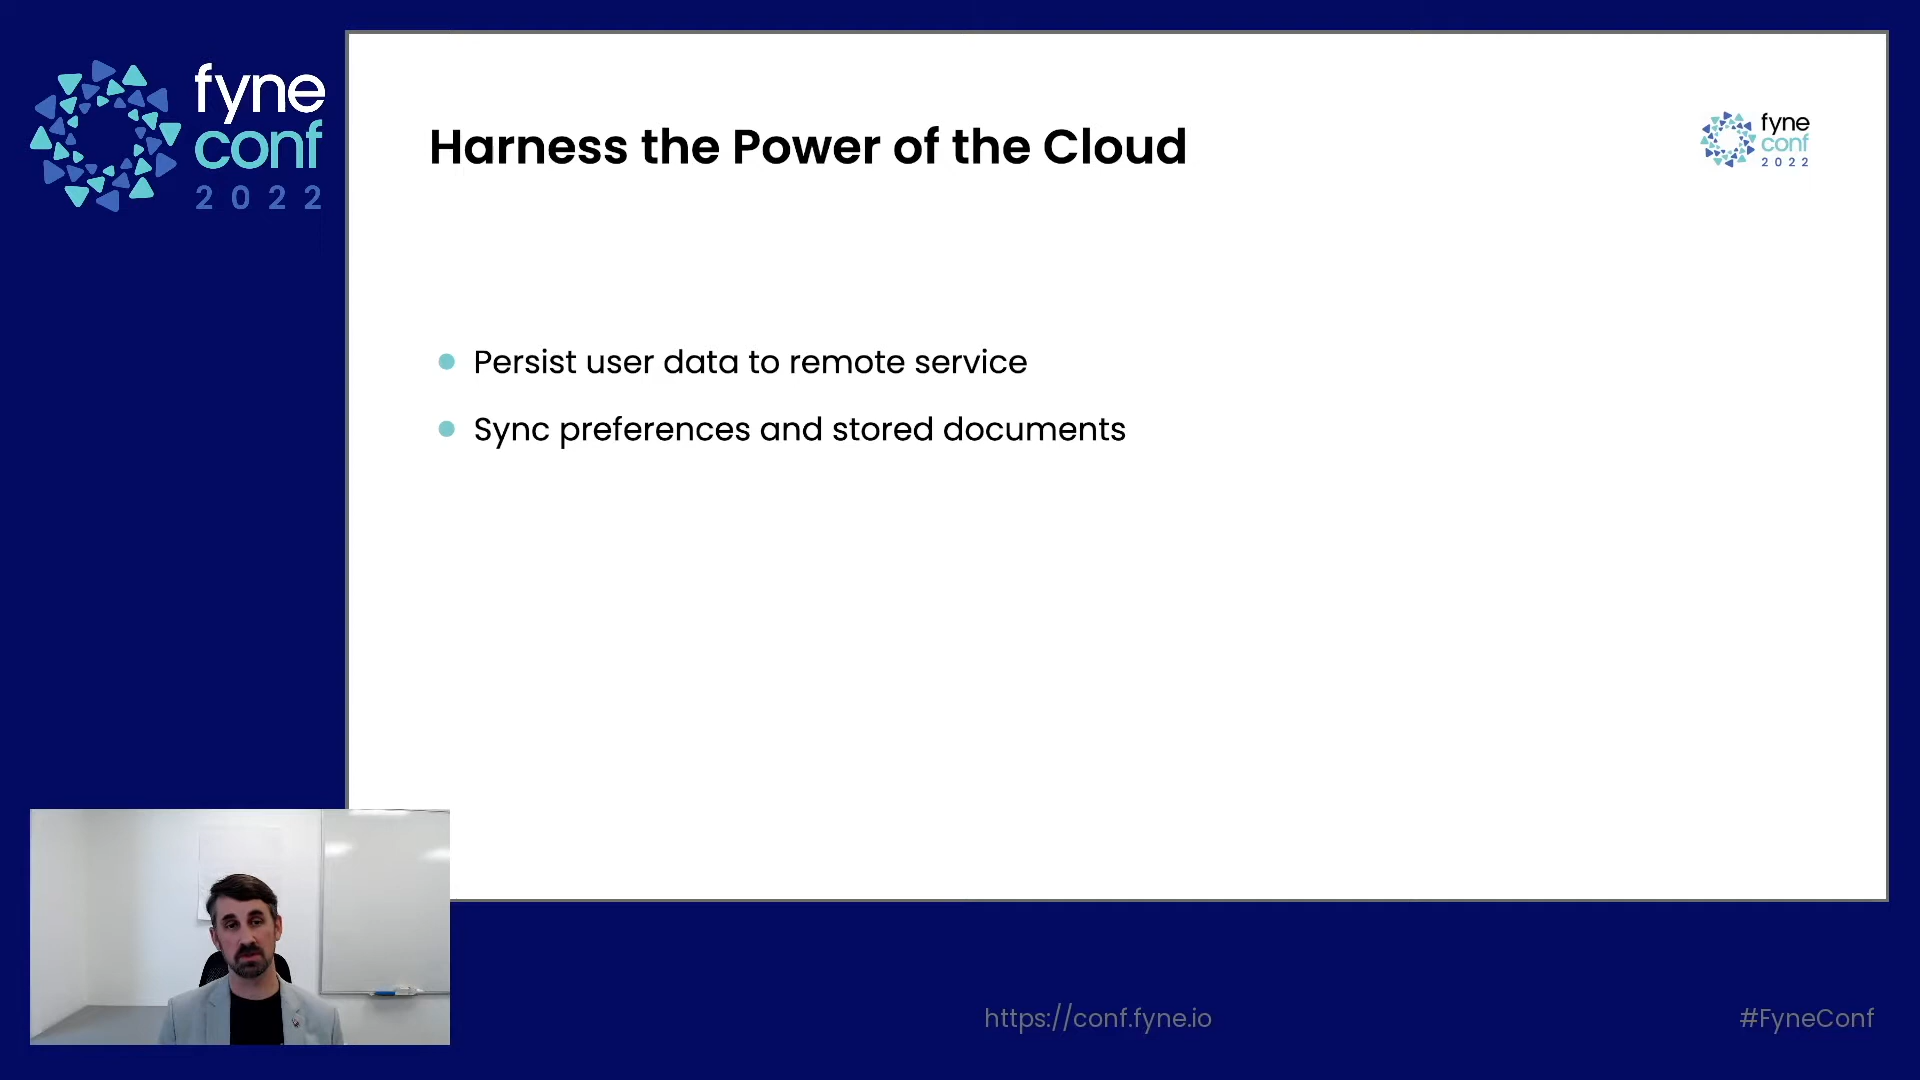 fyne
conf
2022
Harness the Power of the Cloud
fyne
conf
2022
Persist user data to remote service
Sync preferences and stored documents
https://conf.fyne.io
#FyneConf